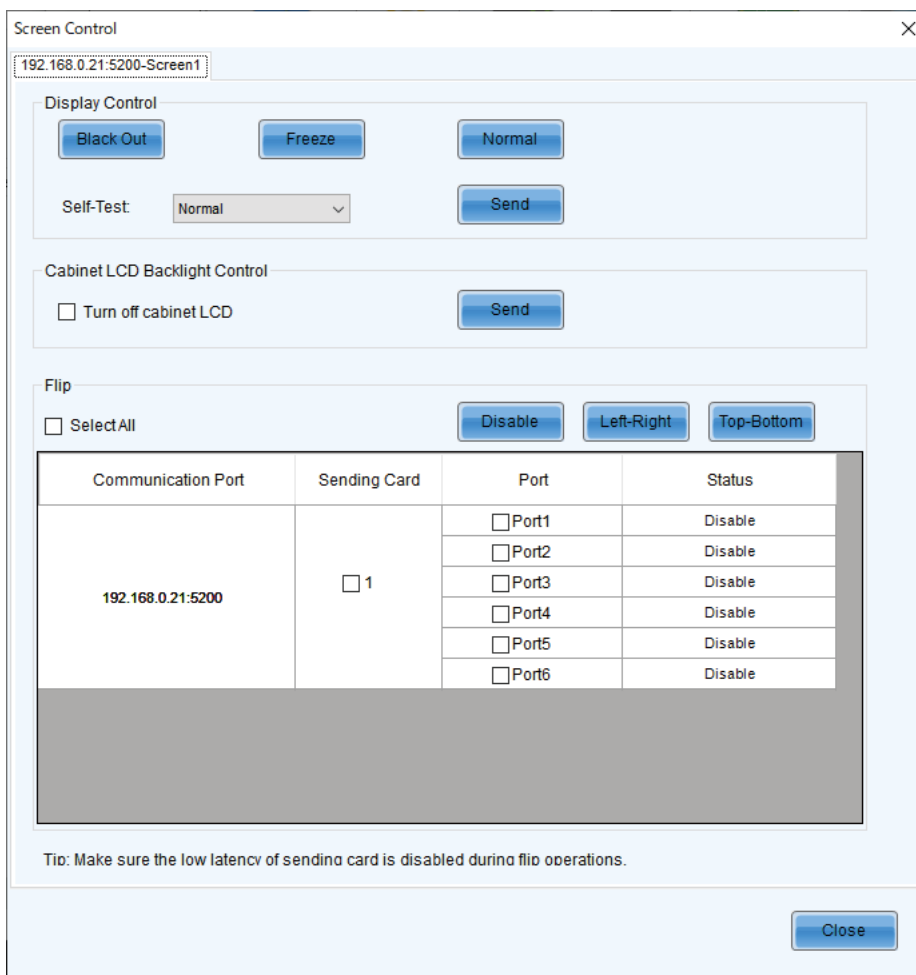 Screen Control
192.168.0.21:5200-Screen1
Display Control
Black Out Freeze Normal
Self-Test: Normal Send
Cabinet LCD Backlight Control
Turn off cabinet LCD Send
Flip
Select All Disable Left-Right Top-Bottom
Communication Port Sending Card Port Status
Port1 Disable
Port2 Disable
192.168.0.21:5200 1 Port3 Disable
Port4 Disable
Port5 Disable
Port6 Disable
Tip: Make sure the low latency of sending card is disabled during flip operations.
Close